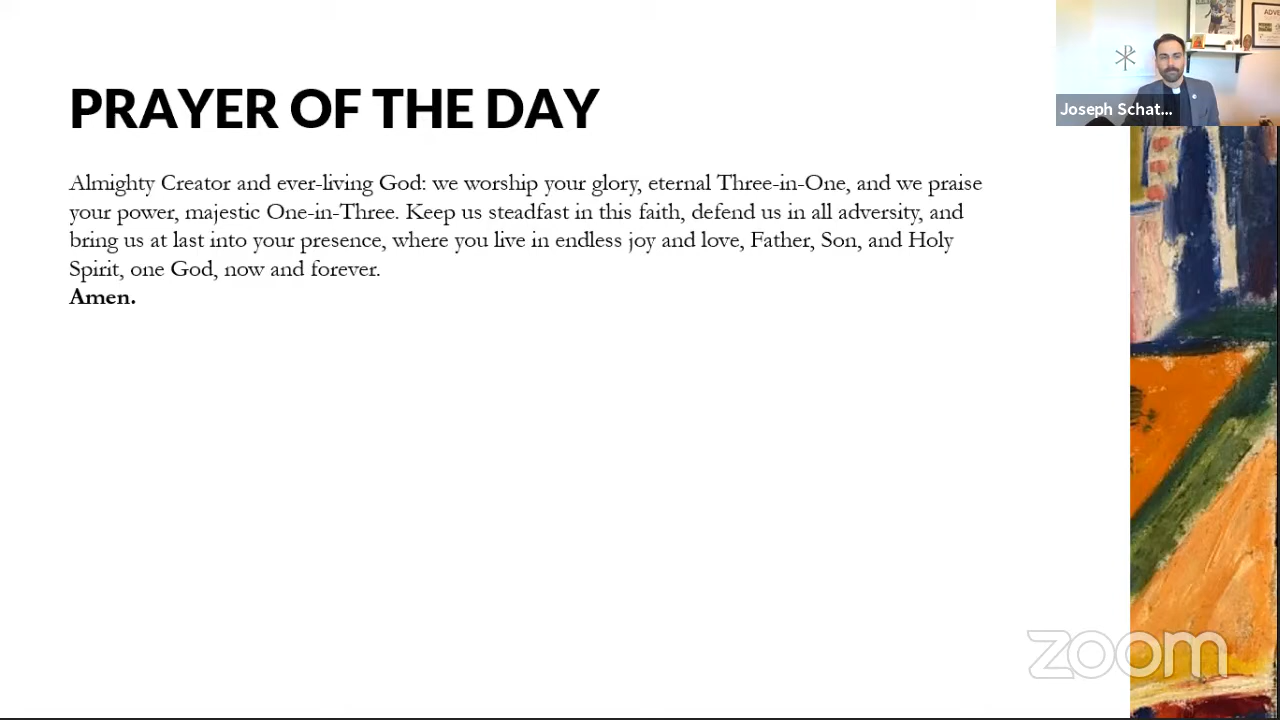 PRAYER OF THE DAY
Almighty Creator and ever-living God: we worship your glory, eternal Three-in-One, and we praise
your power, majestic One-in-Three. Keep us steadfast in this faith, defend us in all adversity, and
bring us at last into your presence, where you live in endless joy and love, Father, Son, and Holy
Spirit, one God, now and forever.
Amen.
ADVE
Joseph Schat...
zoom